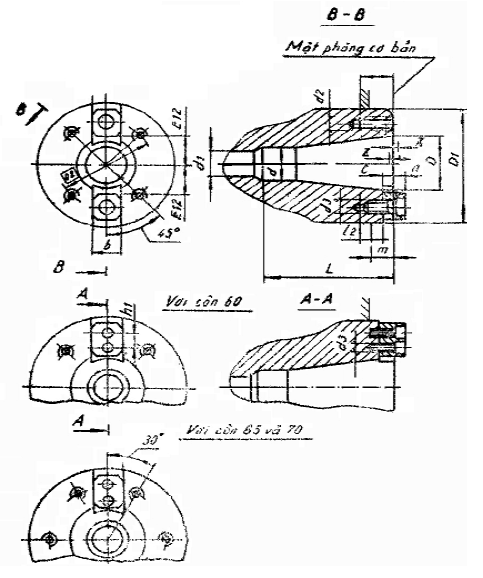 B - B
Mặt phẳng cơ bản
B
d2
E12
E12
d1
d
Z
C
D
D1
a
d3
l2
m
b
45°
L
B
A
Với côn 60
A-A
h1
d3
A
Với côn 65 và 70
30°